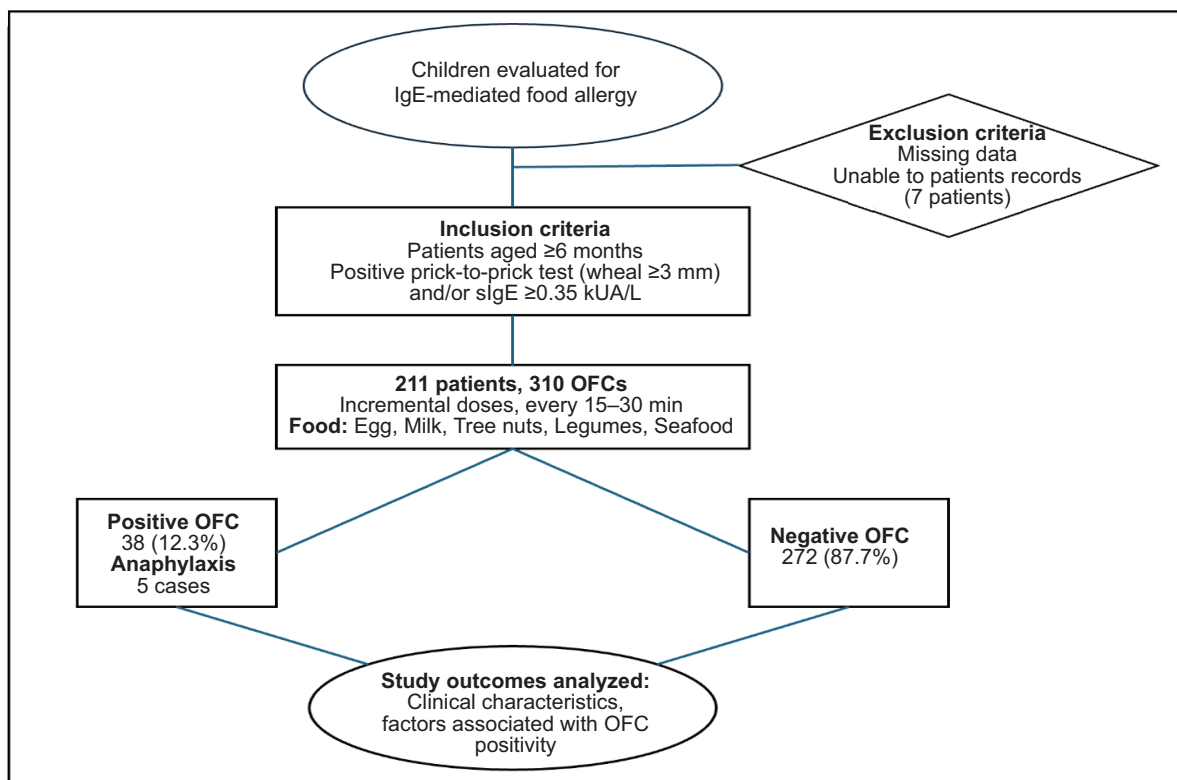 Children evaluated for
IgE-mediated food allergy
Exclusion criteria
Missing data
Unable to patients records
(7 patients)
Inclusion criteria
Patients aged ≥6 months
Positive prick-to-prick test (wheal ≥3 mm)
and/or sIgE ≥0.35 kUA/L
211 patients, 310 OFCs
Incremental doses, every 15–30 min
Food: Egg, Milk, Tree nuts, Legumes, Seafood
Positive OFC
38 (12.3%)
Anaphylaxis
5 cases
Negative OFC
272 (87.7%)
Study outcomes analyzed:
Clinical characteristics,
factors associated with OFC
positivity